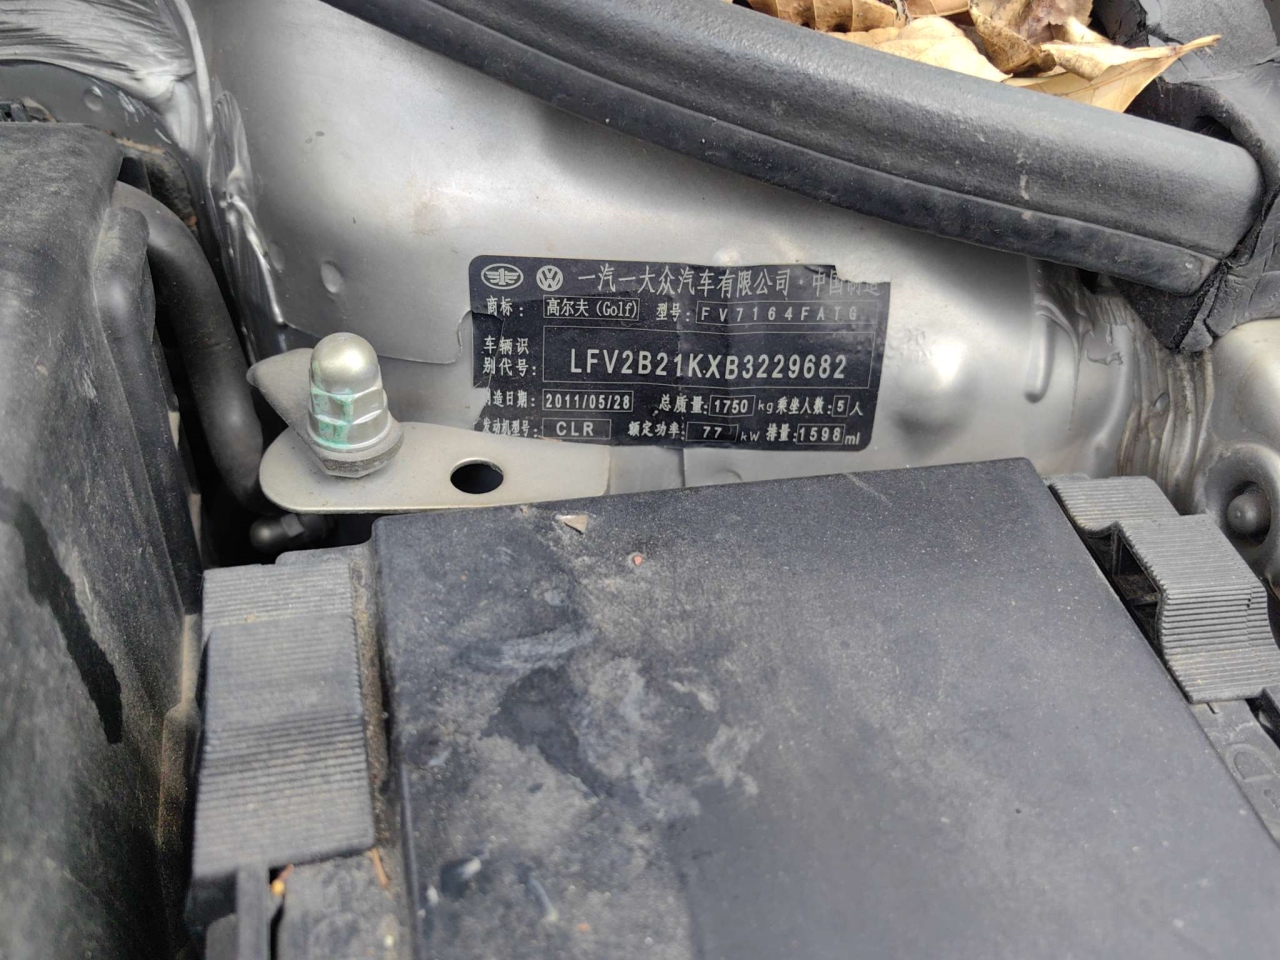 一汽一大众汽车有限公司·中国制造
商标: 高尔夫(Golf) 型号: FV7164FATG
车辆识别代号: LFV2B21KXB3229682
制造日期: 2011/05/28 总质量: 1750 kg 乘坐人数: 5 人
发动机型号: CLR 额定功率: 77 kW 排量: 1598 ml